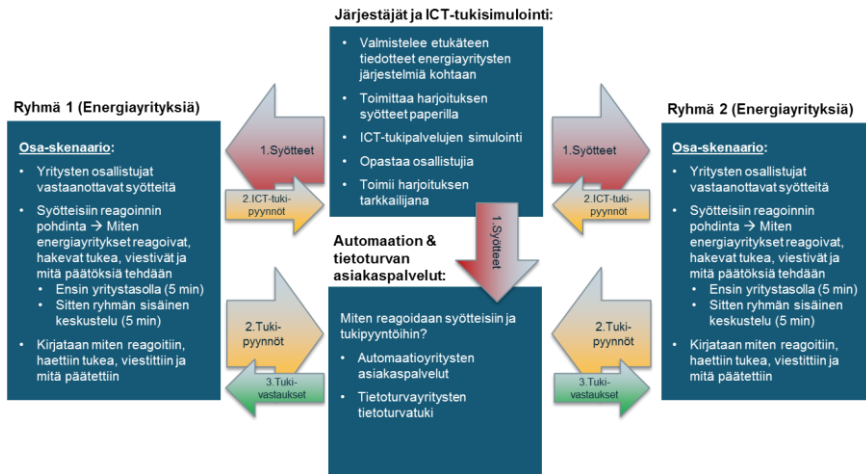 Järjestäjät ja ICT-tukisimulointi:
• Valmistelee etukäteen
tiedotteet energiayritysten
järjestelmiä kohtaan
• Toimittaa harjoituksen
syötteet paperilla
• ICT-tukipalvelujen simulointi
• Opastaa osallistujia
• Toimii harjoituksen
tarkkailijana
Ryhmä 1 (Energiayrityksiä)
Osa-skenaario:
• Yritysten osallistujat
vastaanottavat syötteitä
• Syötteisiin reagoinnin
pohdinta → Miten
energiayritykset reagoivat,
hakevat tukea, viestivät ja
mitä päätöksiä tehdään
• Ensin yritystasolla (5 min)
• Sitten ryhmän sisäinen
keskustelu (5 min)
• Kirjataan miten reagoitiin,
haettiin tukea, viestittiin ja
mitä päätettiin
1.Syötteet
2.ICT-tuki-
pyynnöt
2.Tuki-
pyynnöt
3.Tuki-
vastaukset
1.Syötteet
Automaation &
tietoturvan
asiakaspalvelut:
Miten reagoidaan syötteisiin ja
tukipyyntöihin?
• Automaatioyritysten
asiakaspalvelut
• Tietoturvayritysten
tietoturvatuki
1.Syötteet
2.ICT-tuki-
pyynnöt
2.Tuki-
pyynnöt
3.Tuki-
vastaukset
Ryhmä 2 (Energiayrityksiä)
Osa-skenaario:
• Yritysten osallistujat
vastaanottavat syötteitä
• Syötteisiin reagoinnin
pohdinta → Miten
energiayritykset reagoivat,
hakevat tukea, viestivät ja
mitä päätöksiä tehdään
• Ensin yritystasolla (5 min)
• Sitten ryhmän sisäinen
keskustelu (5 min)
• Kirjataan miten reagoitiin,
haettiin tukea, viestittiin ja
mitä päätettiin